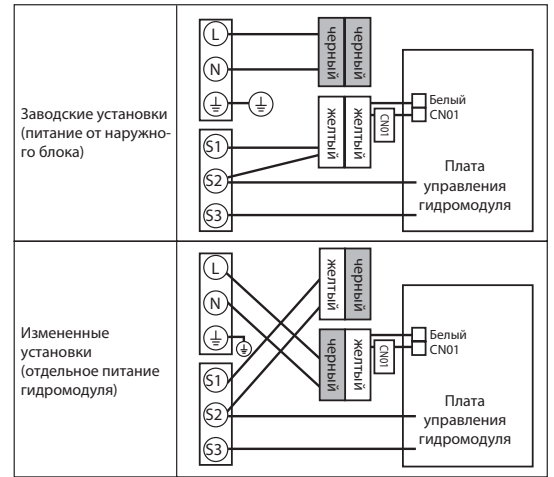 Заводские установки
(питание от наружно-
го блока)
L
N
S1
S2
S3
черный
черный
желтый
желтый
CN01
Белый
CN01
Плата
управления
гидромодуля
Измененные
установки
(отдельное питание
гидромодуля)
L
N
S1
S2
S3
желтый
черный
черный
желтый
CN01
Белый
CN01
Плата
управления
гидромодуля